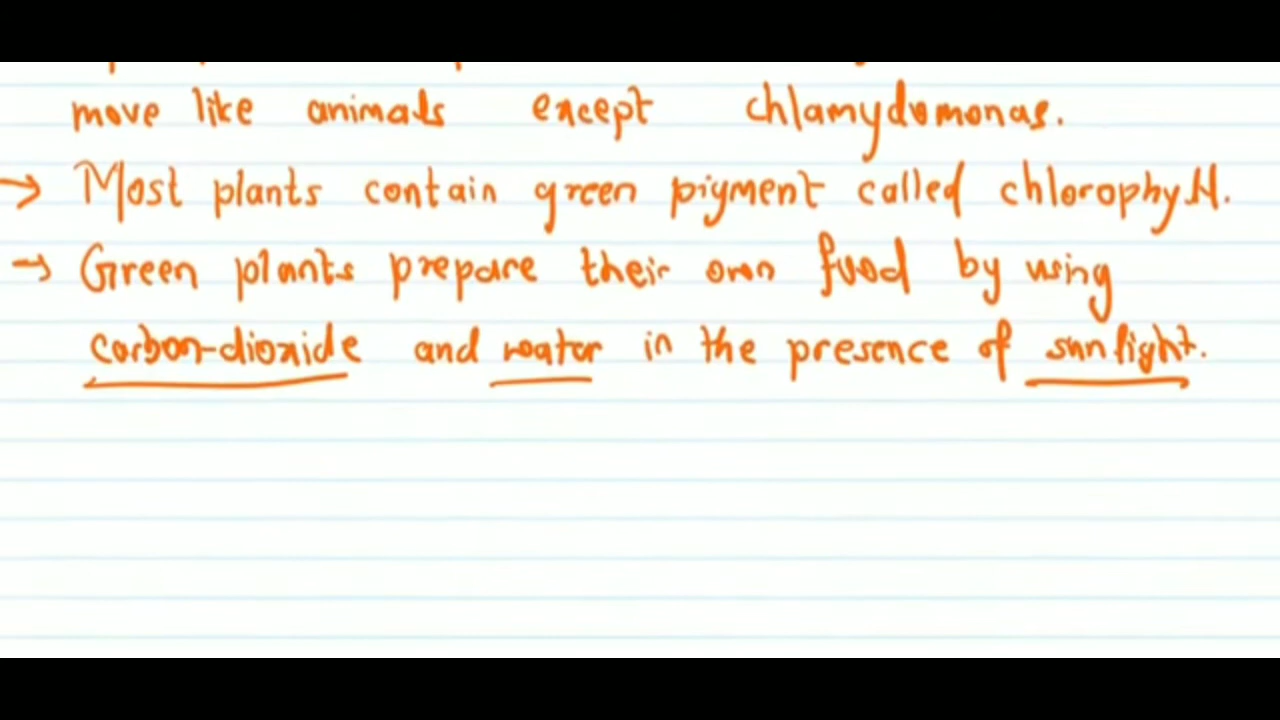 move like animals except chlamydomonas.
→ Most plants contain green pigment called chlorophyll.
→ Green plants prepare their own food by using
carbon-dioxide and water in the presence of sunlight.